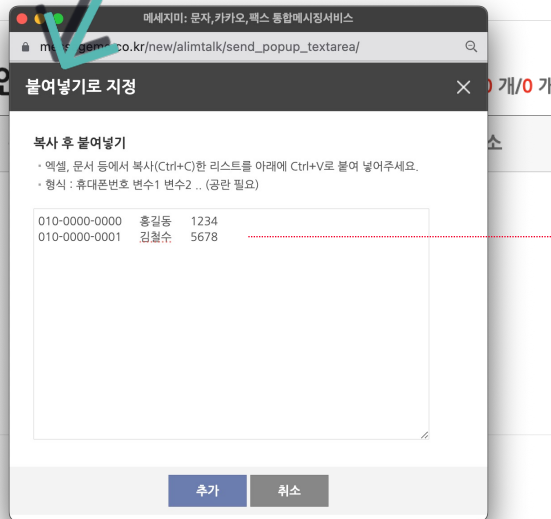 메세지미: 문자,카카오,팩스 통합메시징서비스
.co.kr/new/alimtalk/send_popup_textarea/
붙여넣기로 지정
0 개/0 개
소
복사 후 붙여넣기
◦ 엑셀, 문서 등에서 복사(Ctrl+C)한 리스트를 아래에 Ctrl+V로 붙여 넣어주세요.
◦ 형식 : 휴대폰번호 변수1 변수2 .. (공란 필요)
010-0000-0000 홍길동 1234
010-0000-0001 김철수 5678
추가 취소